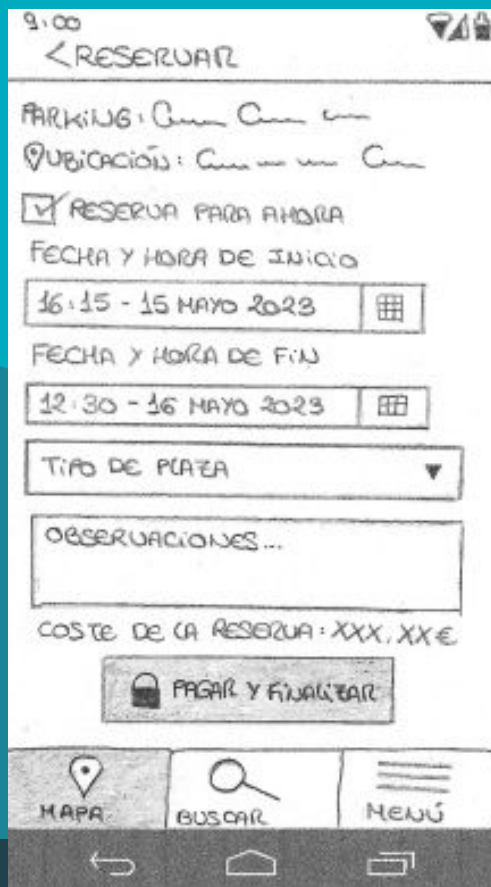 9:00
<RESERVAR
PARKING:
UBICACIÓN:
RESERVA PARA AHORA
FECHA Y HORA DE INICIO
16:15 - 15 MAYO 2023
FECHA Y HORA DE FIN
12:30 - 16 MAYO 2023
TIPO DE PLAZA
OBSERVACIONES...
COSTE DE LA RESERVA: XXX.XX€
PAGAR Y FINALIZAR
MAPA BUSCAR MENÚ